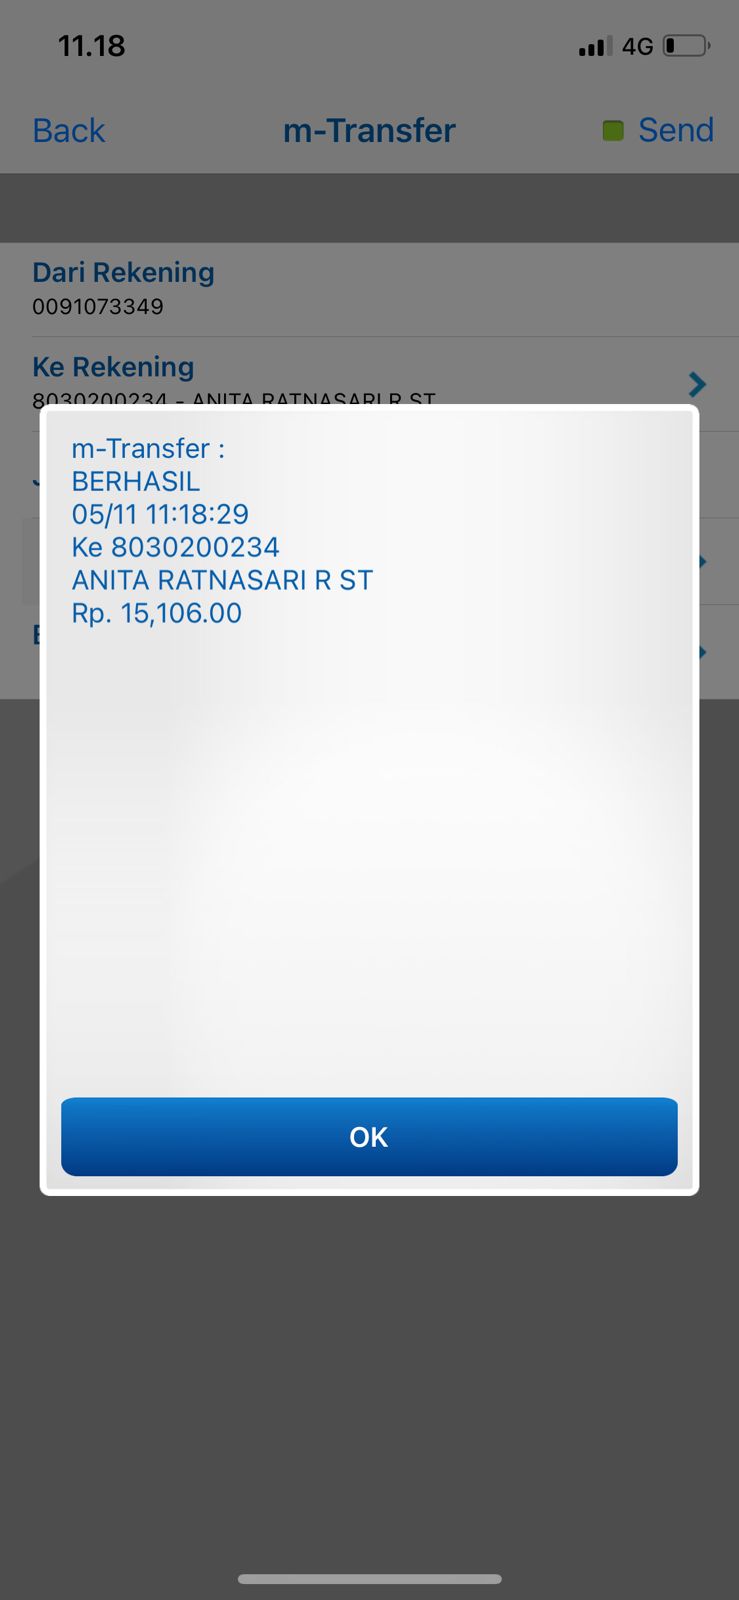 11.18
4G
Back
m-Transfer
Send
Dari Rekening
0091073349
Ke Rekening
8030200234 - ANITA RATNASARI R ST
m-Transfer :
BERHASIL
05/11 11:18:29
Ke 8030200234
ANITA RATNASARI R ST
Rp. 15,106.00
OK